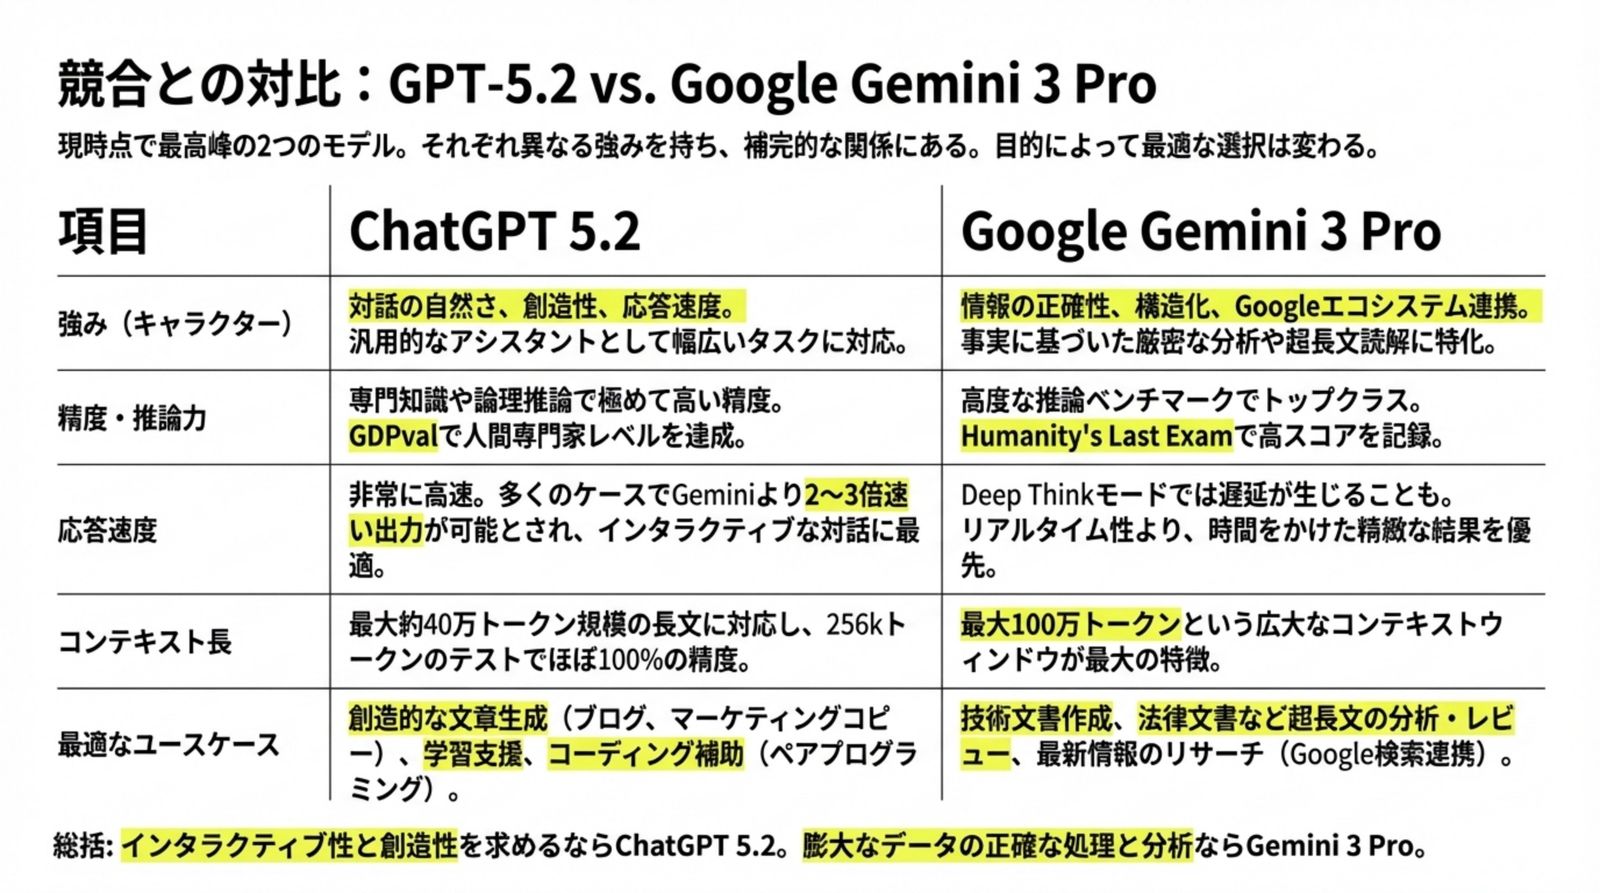 競合との対比：GPT-5.2 vs. Google Gemini 3 Pro
現時点で最高峰の2つのモデル。それぞれ異なる強みを持ち、補完的な関係にある。目的によって最適な選択は変わる。
項目
ChatGPT 5.2
Google Gemini 3 Pro
強み（キャラクター）
対話の自然さ、創造性、応答速度。
汎用的なアシスタントとして幅広いタスクに対応。
情報の正確性、構造化、Googleエコシステム連携。
事実に基づいた厳密な分析や超長文読解に特化。
精度・推論力
専門知識や論理推論で極めて高い精度。
GDPvalで人間専門家レベルを達成。
高度な推論ベンチマークでトップクラス。
Humanity's Last Examで高スコアを記録。
応答速度
非常に高速。多くのケースでGeminiより2〜3倍速
い出力が可能とされ、インタラクティブな対話に最
適。
Deep Thinkモードでは遅延が生じることも。
リアルタイム性より、時間をかけた精緻な結果を優
先。
コンテキスト長
最大約40万トークン規模の長文に対応し、256kト
ークンのテストでほぼ100%の精度。
最大100万トークンという広大なコンテキストウ
ィンドウが最大の特徴。
最適なユースケース
創造的な文章生成（ブログ、マーケティングコピ
ー）、学習支援、コーディング補助（ペアプログラ
ミング）。
技術文書作成、法律文書など超長文の分析・レビ
ュー、最新情報のリサーチ（Google検索連携）。
総括: インタラクティブ性と創造性を求めるならChatGPT 5.2。膨大なデータの正確な処理と分析ならGemini 3 Pro。